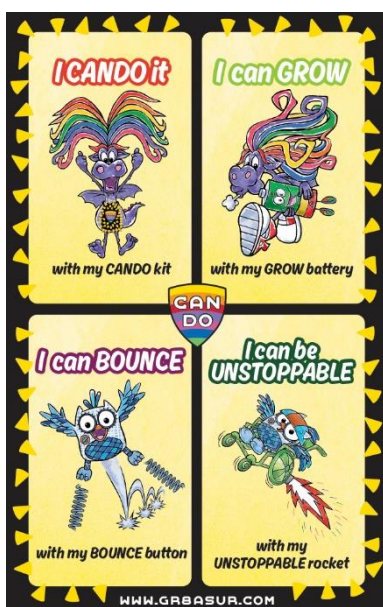 I CANDO it
with my CANDO kit
I can GROW
with my GROW battery
CAN
DO
I can BOUNCE
with my BOUNCE button
I can be
UNSTOPPABLE
with my
UNSTOPPABLE rocket
WWW.GR8ASUR.COM